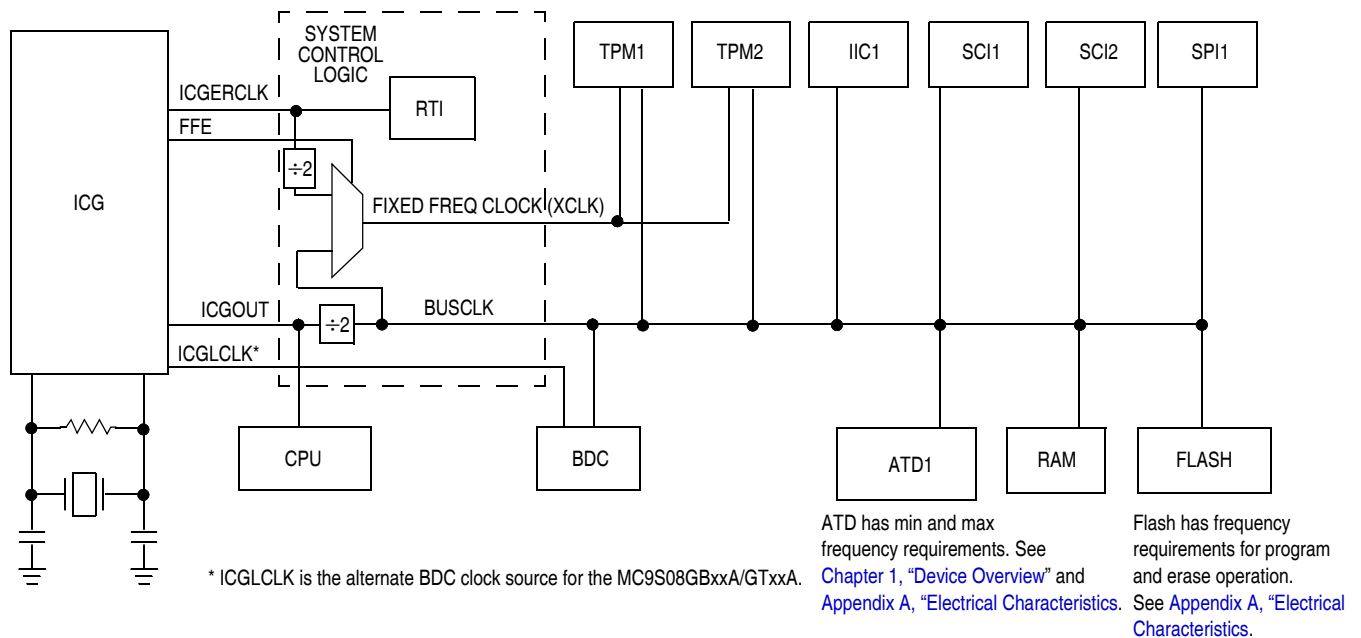 SYSTEM
CONTROL
LOGIC
TPM1
TPM2
IIC1
SCI1
SCI2
SPI1
ICGERCLK
RTI
FFE
÷2
ICG
FIXED FREQ CLOCK (XCLK)
ICGOUT
÷2
BUSCLK
ICGLCLK*
CPU
BDC
ATD1
RAM
FLASH
ATD has min and max
frequency requirements. See
Chapter 1, “Device Overview” and
Appendix A, “Electrical Characteristics.
Flash has frequency
requirements for program
and erase operation.
See Appendix A, “Electrical
Characteristics.
* ICGLCLK is the alternate BDC clock source for the MC9S08GBxxA/GTxxA.